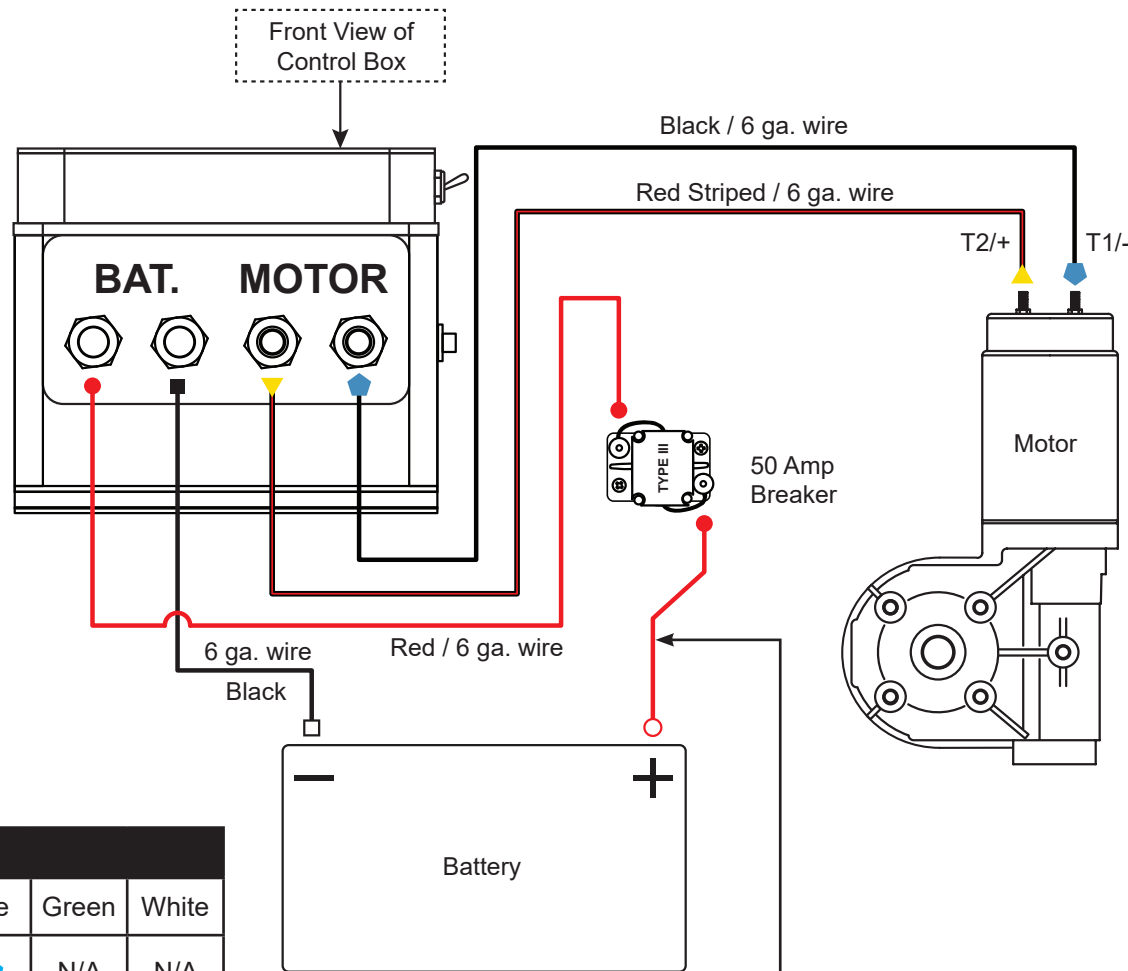 Front View of
Control Box
Black / 6 ga. wire
Red Striped / 6 ga. wire
T2/+
T1/-
BAT.
MOTOR
TYPE III
50 Amp
Breaker
Motor
6 ga. wire
Red / 6 ga. wire
Black
Battery
Green
White
N/A
N/A